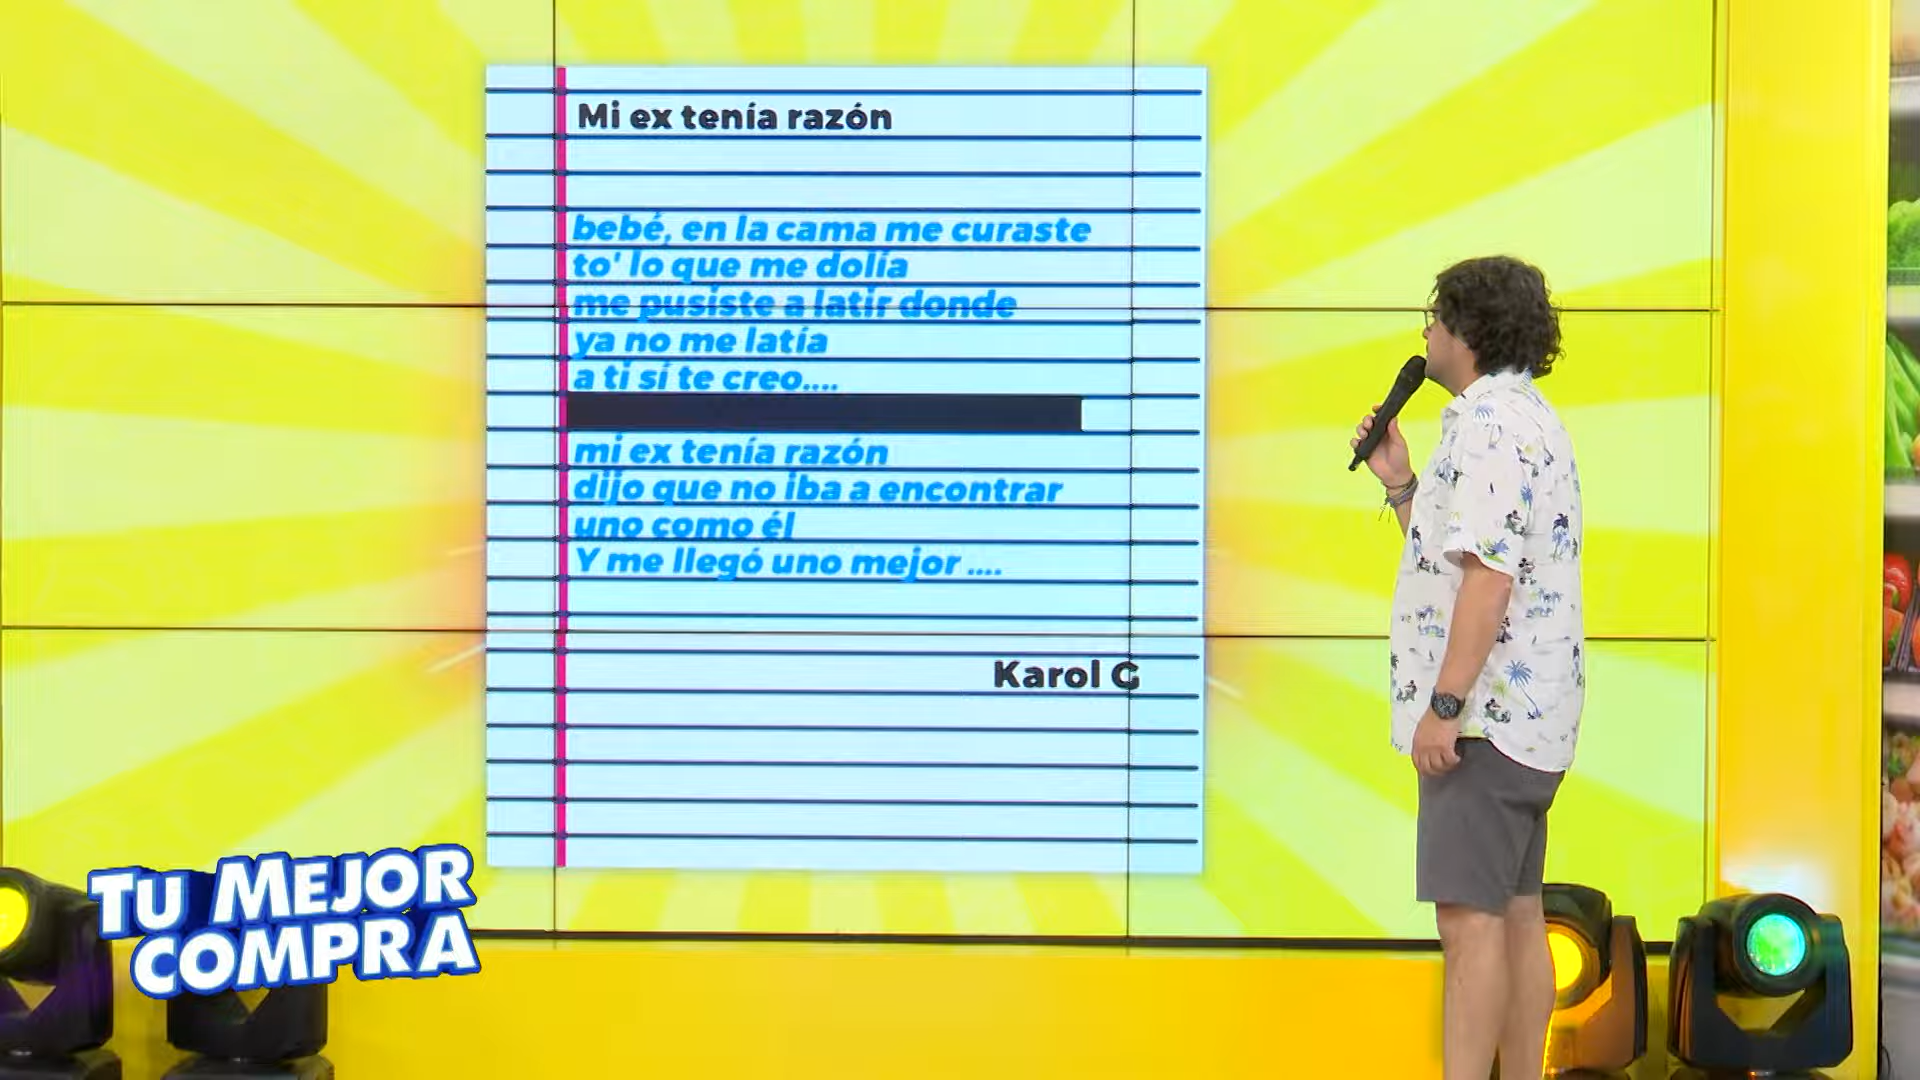 Mi ex tenía razón
bebé, en la cama me curaste
to' lo que me dolía
me pusiste a latir donde
ya no me latía
a ti sí te creo....
mi ex tenía razón
dijo que no iba a encontrar
uno como él
Y me llegó uno mejor ....
Karol G
TU MEJOR
COMPRA